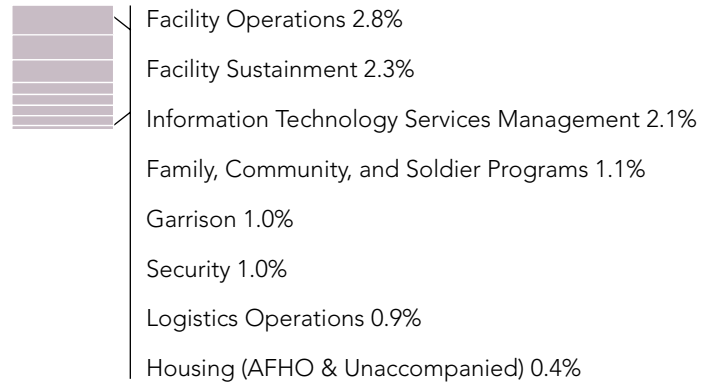 Facility Operations 2.8%
Facility Sustainment 2.3%
Information Technology Services Management 2.1%
Family, Community, and Soldier Programs 1.1%
Garrison 1.0%
Security 1.0%
Logistics Operations 0.9%
Housing (AFHO & Unaccompanied) 0.4%